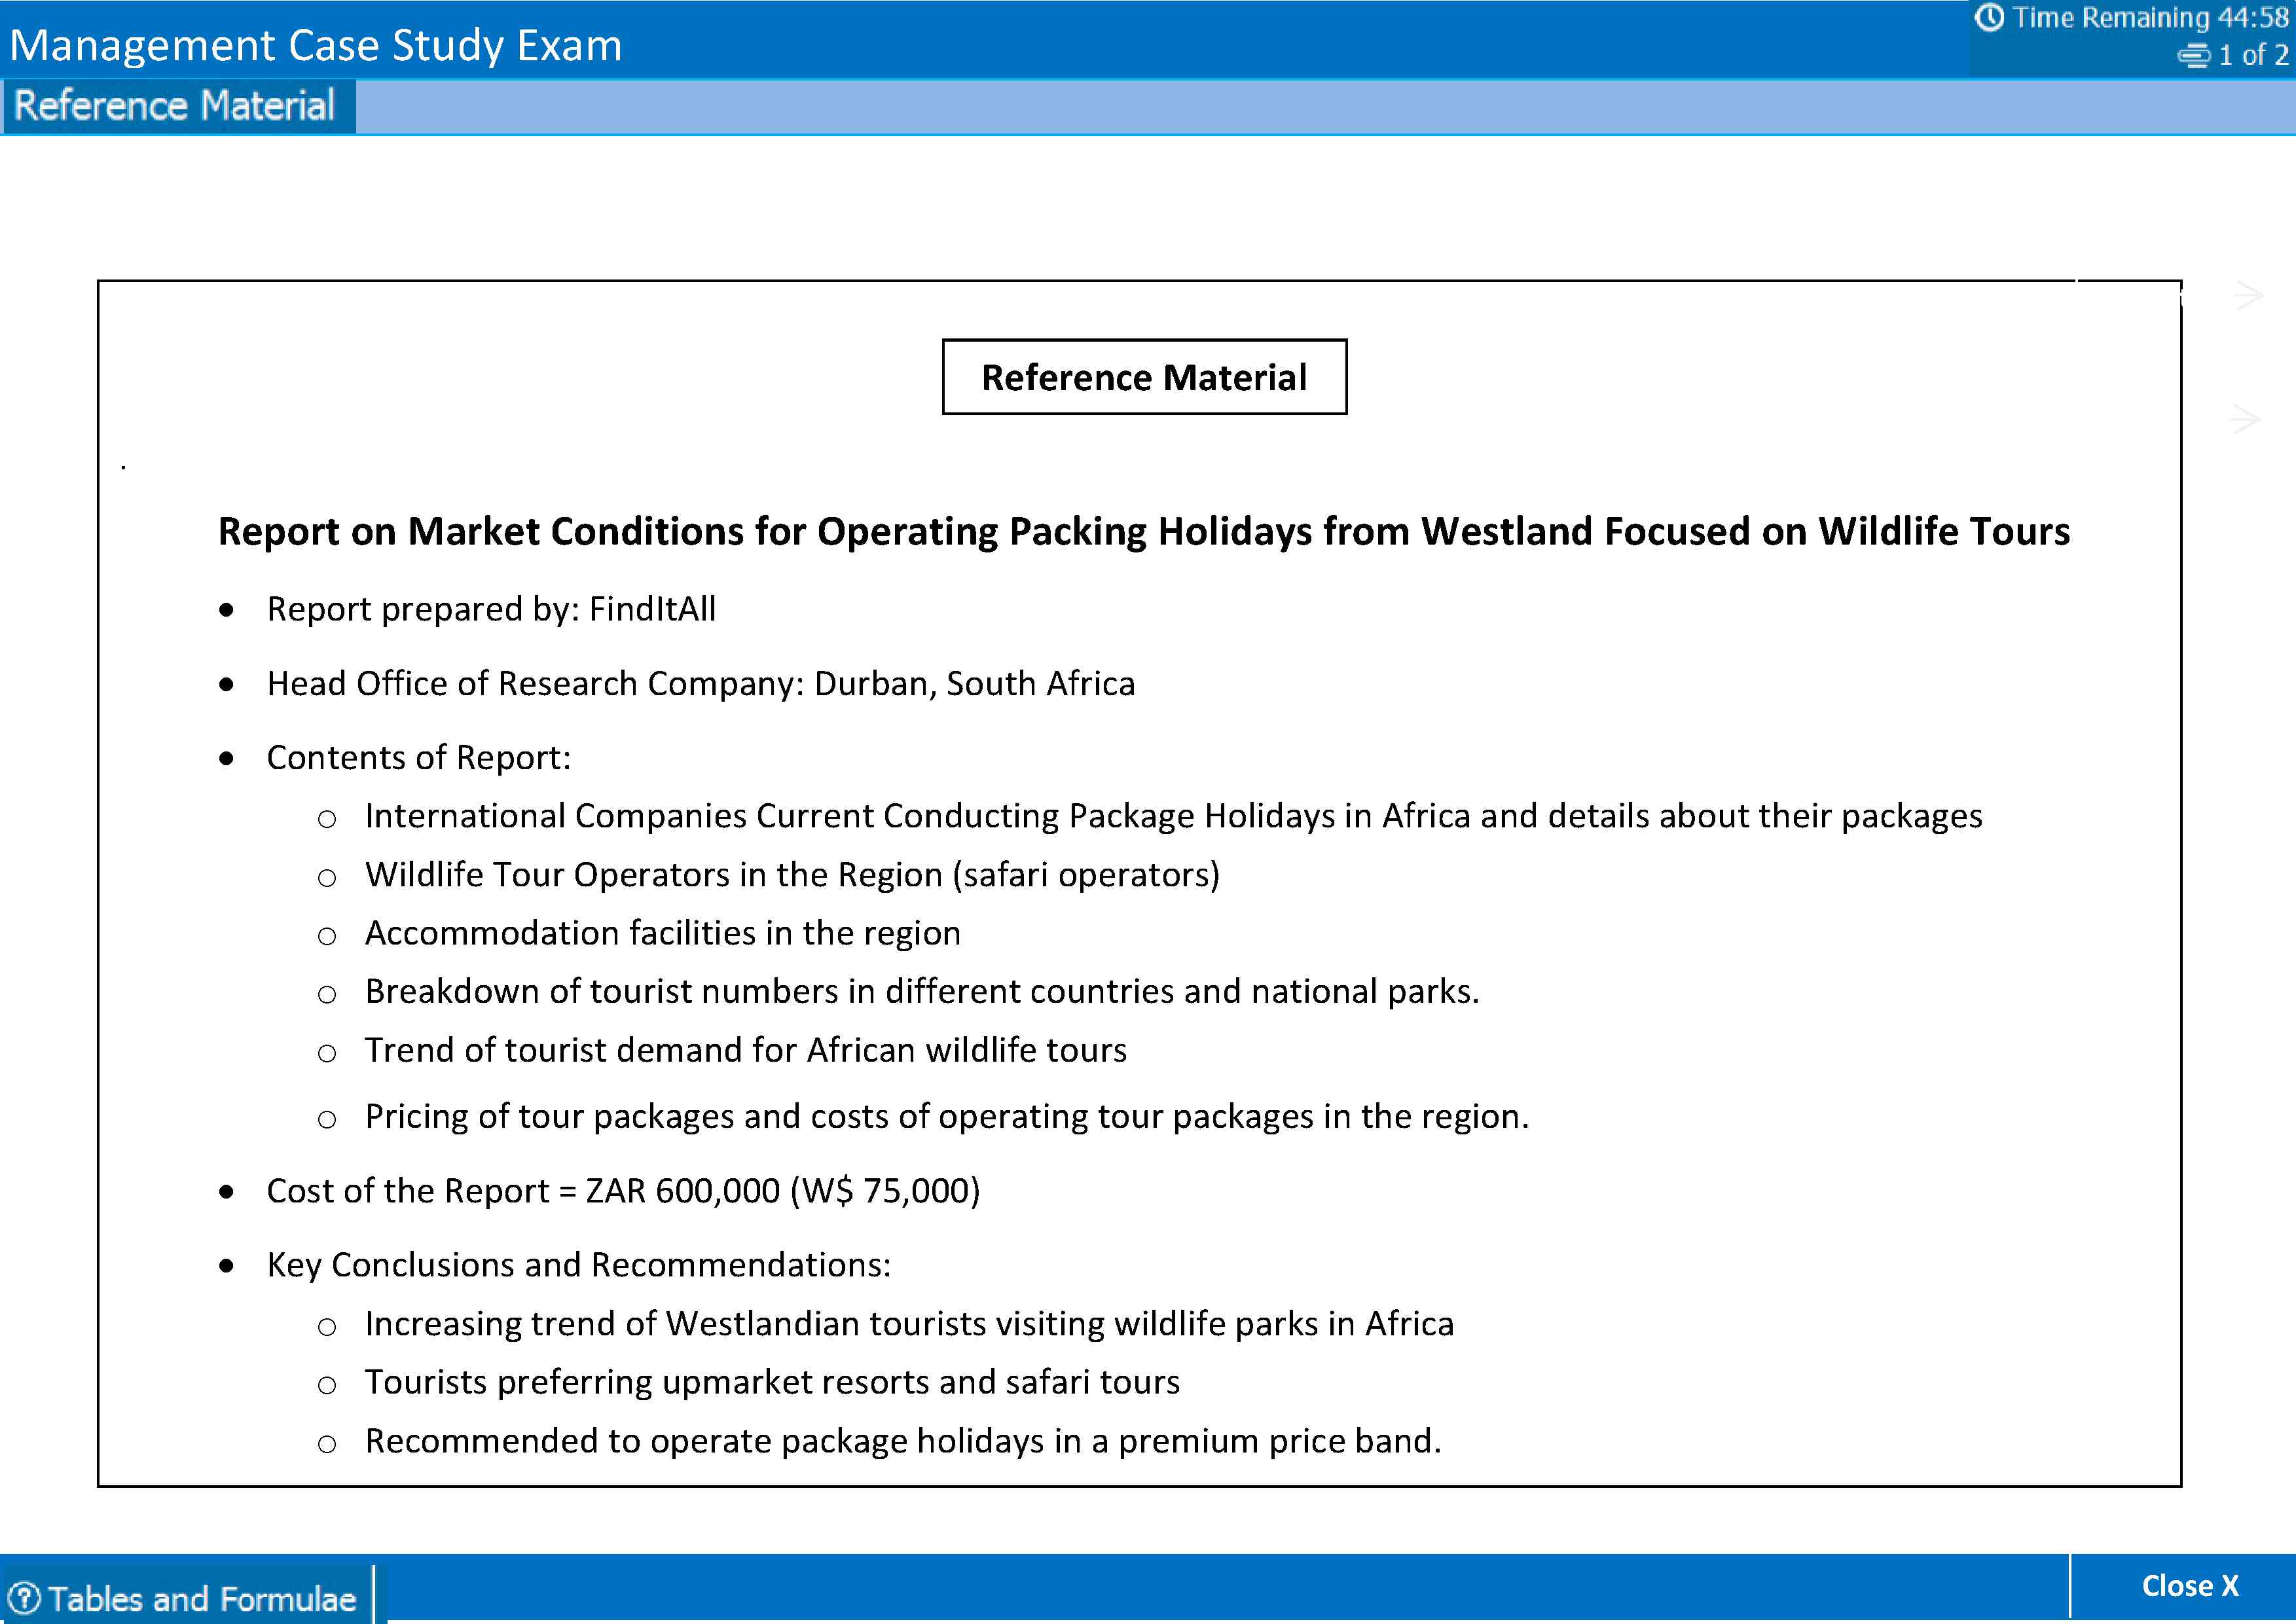 Management Case Study Exam
Time Remaining 44:58
1 of 2
Reference Material
Reference Material
.
Report on Market Conditions for Operating Packing Holidays from Westland Focused on Wildlife Tours
• Report prepared by: FindItAll
• Head Office of Research Company: Durban, South Africa
• Contents of Report:
o International Companies Current Conducting Package Holidays in Africa and details about their packages
o Wildlife Tour Operators in the Region (safari operators)
o Accommodation facilities in the region
o Breakdown of tourist numbers in different countries and national parks.
o Trend of tourist demand for African wildlife tours
o Pricing of tour packages and costs of operating tour packages in the region.
• Cost of the Report = ZAR 600,000 (W$ 75,000)
• Key Conclusions and Recommendations:
o Increasing trend of Westlandian tourists visiting wildlife parks in Africa
o Tourists preferring upmarket resorts and safari tours
o Recommended to operate package holidays in a premium price band.
Tables and Formulae
Close X